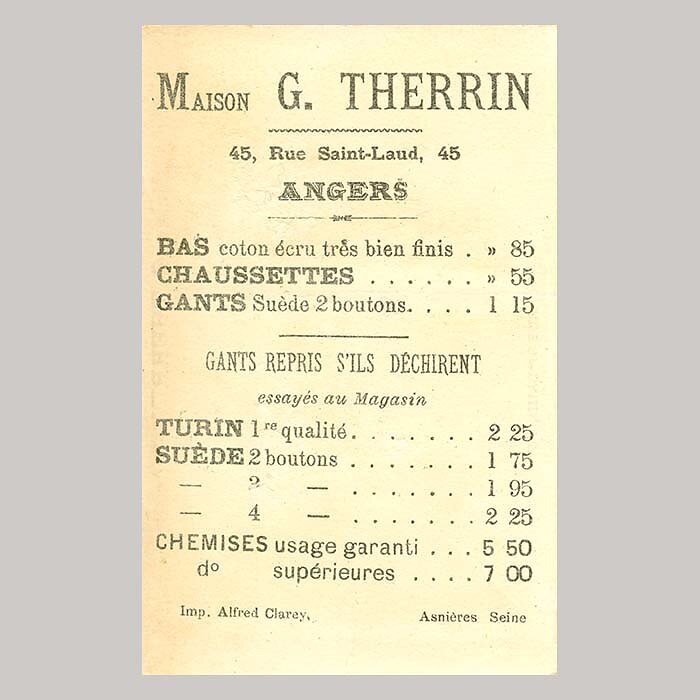 MAISON G. THERRIN
45, Rue Saint-Laud, 45
ANGERS
BAS coton écru très bien finis . » 85
CHAUSSETTES . . . . . . » 55
GANTS Suède 2 boutons. . . . 1 15
GANTS REPRIS S'ILS DÉCHIRENT
essayés au Magasin
TURIN 1re qualité. . . . . . . 2 25
SUÈDE 2 boutons . . . . . . . 1 75
— — . . . . . . . 1 95
— 4 — . . . . . . . 2 25
CHEMISES usage garanti . . . 5 50
do supérieures . . . . 7 00
Imp. Alfred Clarey, Asnières Seine